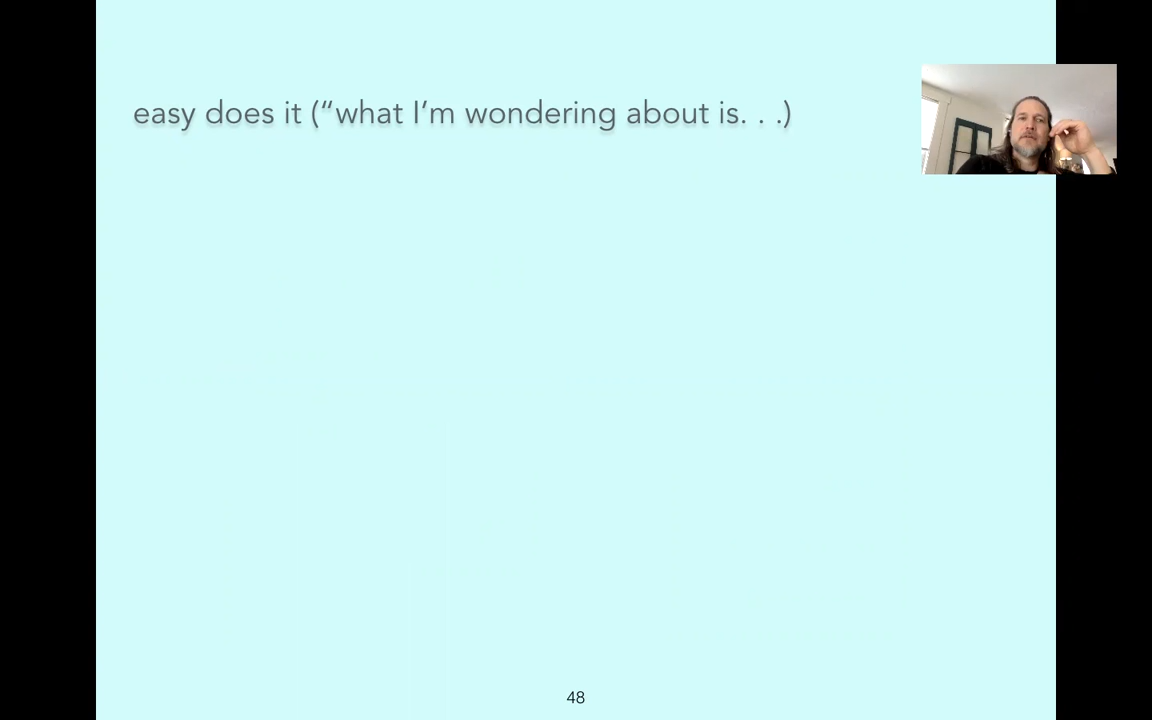 easy does it (“what I’m wondering about is. . .)
48